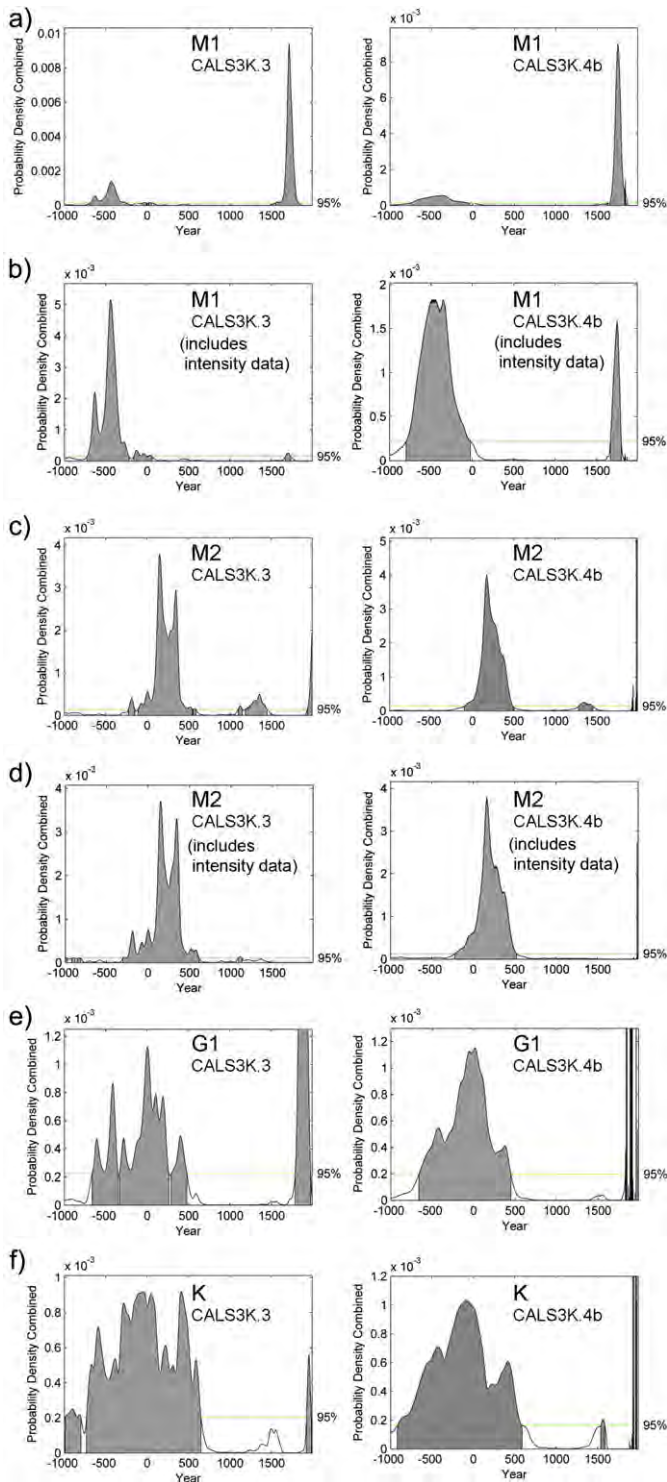 a)
M1
CALS3K.3
Probability Density Combined
0.01
0.008
0.006
0.004
0.002
0
95%
-1000 -500 0 500 1000 1500
Year
x 10⁻³
M1
CALS3K.4b
Probability Density Combined
8
6
4
2
0
95%
-1000 -500 0 500 1000 1500
Year
b)
x 10⁻³
M1
CALS3K.3
(includes
intensity data)
Probability Density Combined
5
4
3
2
1
0
95%
-1000 -500 0 500 1000 1500
Year
x 10⁻³
M1
CALS3K.4b
(includes
intensity data)
Probability Density Combined
2
1.5
1
0.5
0
95%
-1000 -500 0 500 1000 1500
Year
c)
x 10⁻³
M2
CALS3K.3
Probability Density Combined
4
3
2
1
0
95%
-1000 -500 0 500 1000 1500
Year
x 10⁻³
M2
CALS3K.4b
Probability Density Combined
5
4
3
2
1
0
95%
-1000 -500 0 500 1000 1500
Year
d)
x 10⁻³
M2
CALS3K.3
(includes
intensity data)
Probability Density Combined
4
3
2
1
0
95%
-1000 -500 0 500 1000 1500
Year
x 10⁻³
M2
CALS3K.4b
(includes
intensity data)
Probability Density Combined
4
3
2
1
0
95%
-1000 -500 0 500 1000 1500
Year
e)
x 10⁻³
G1
CALS3K.3
Probability Density Combined
1.2
1
0.8
0.6
0.4
0.2
0
95%
-1000 -500 0 500 1000 1500
Year
x 10⁻³
G1
CALS3K.4b
Probability Density Combined
1.2
1
0.8
0.6
0.4
0.2
0
95%
-1000 -500 0 500 1000 1500
Year
f)
x 10⁻³
K
CALS3K.3
Probability Density Combined
1
0.8
0.6
0.4
0.2
0
95%
-1000 -500 0 500 1000 1500
Year
x 10⁻³
K
CALS3K.4b
Probability Density Combined
1.2
1
0.8
0.6
0.4
0.2
0
95%
-1000 -500 0 500 1000 1500
Year